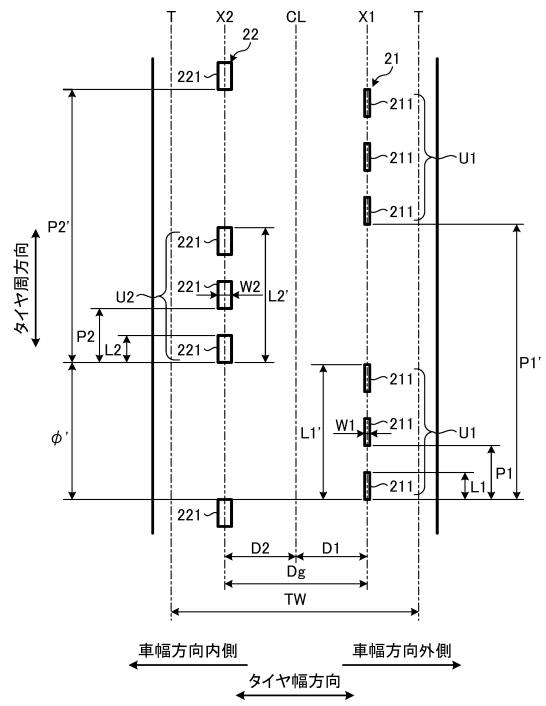 T X2 CL X1 T
22
221
21
211
U1
211
211
P2'
221
U2
221
W2
L2'
タイヤ周方向
P2
L2
221
P1'
211
φ'
L1'
W1
211
U1
P1
L1
211
221
D2 D1
Dg
TW
車幅方向内側 車幅方向外側
タイヤ幅方向